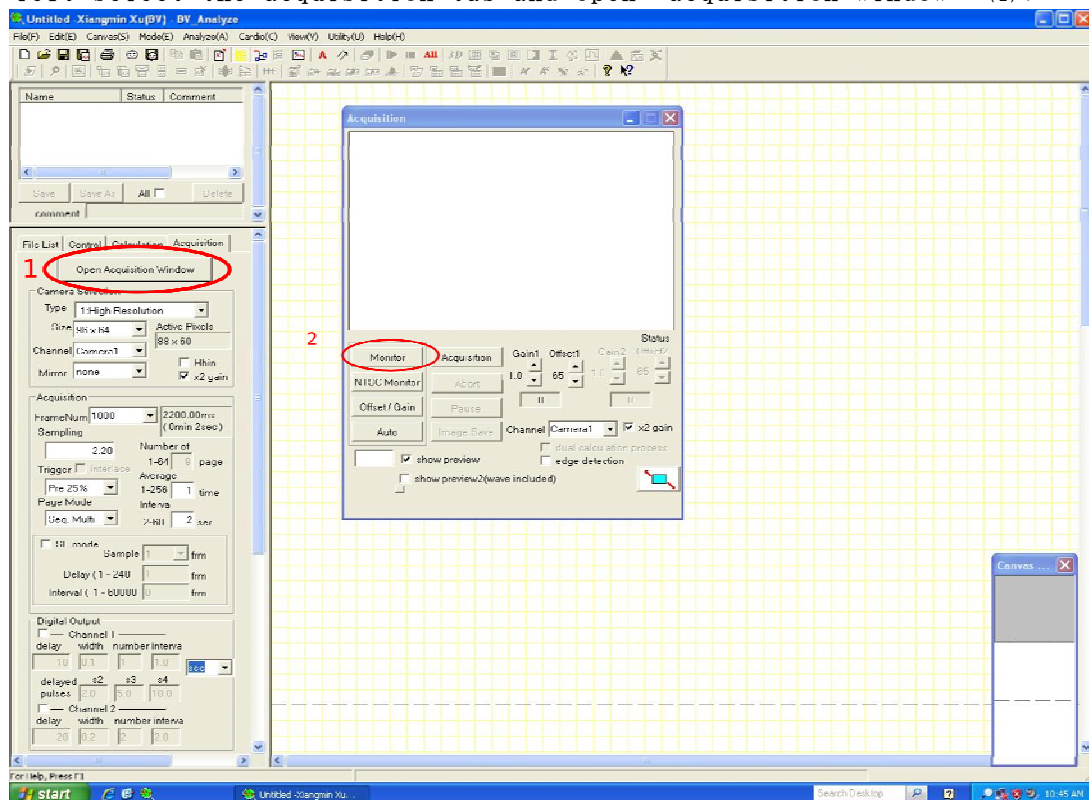 Untitled -Xiangmin Xu(BV) - BV_Analyze
File(F) Edit(E) Canvas(S) Mode(E) Analyze(A) Cardio(C) View(V) Utility(U) Help(H)
Name Status Comment
Save Save As All Delete
comment
File List Control Calculation Acquisition
1 Open Acquisition Window
Camera Selection
Type 1:High Resolution
Size 96 x 64 Active Pixels
88 x 60
Channel Camera1
Hbin
Mirror none x2 gain
Acquisition
FrameNum 1000 2200.00ms
(0min 2sec)
Sampling
2.20 Number of
1-64 page
Trigger Interlace
Average
Pre 25% 1-256 1 time
Page Mode Interva
Seq. Multi 2-60 2 sec
mode
Sample 1 frm
Delay ( 1 - 240 frm
Interval ( 1 - 60000 0 frm
Digital Output
Channel 1
delay width number interva
10 0.1 1 1.0 sec
delayed s2 s3 s4
pulses 2.0 5.0 10.0
Channel 2
delay width number interva
20 0.2 2 2.0
Acquisition
Status
2
Monitor Acquisition Gain1 Offset1 Gain2 Offset2
NTSC Monitor Abort 1.0 65 1.0 65
Offset / Gain Pause
Auto Image Save Channel Camera1 x2 gain
dual calculation process
show preview edge detection
show preview2(wave included)
Canvas ...
For Help, Press F1
start Untitled -Xiangmin Xu... Search Desktop 10:45 AM